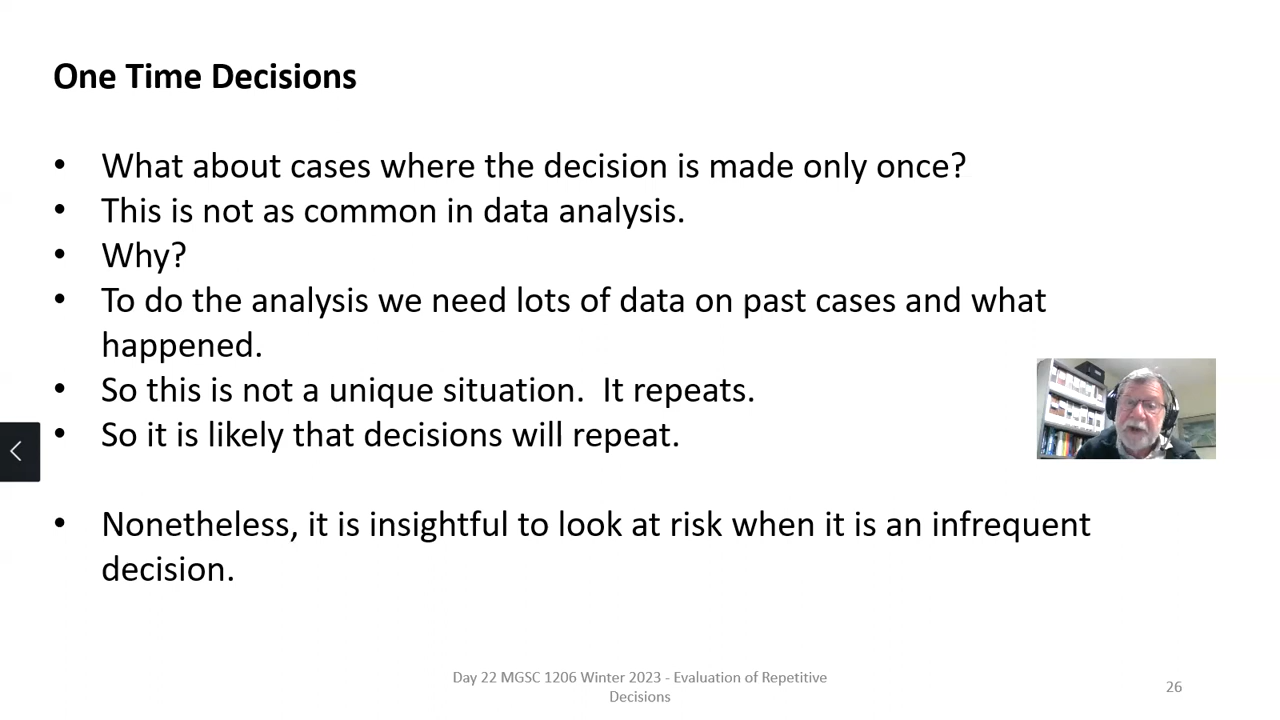 One Time Decisions
• What about cases where the decision is made only once?
• This is not as common in data analysis.
• Why?
• To do the analysis we need lots of data on past cases and what
happened.
• So this is not a unique situation.  It repeats.
• So it is likely that decisions will repeat.
• Nonetheless, it is insightful to look at risk when it is an infrequent
decision.
Day 22 MGSC 1206 Winter 2023 - Evaluation of Repetitive
Decisions
26